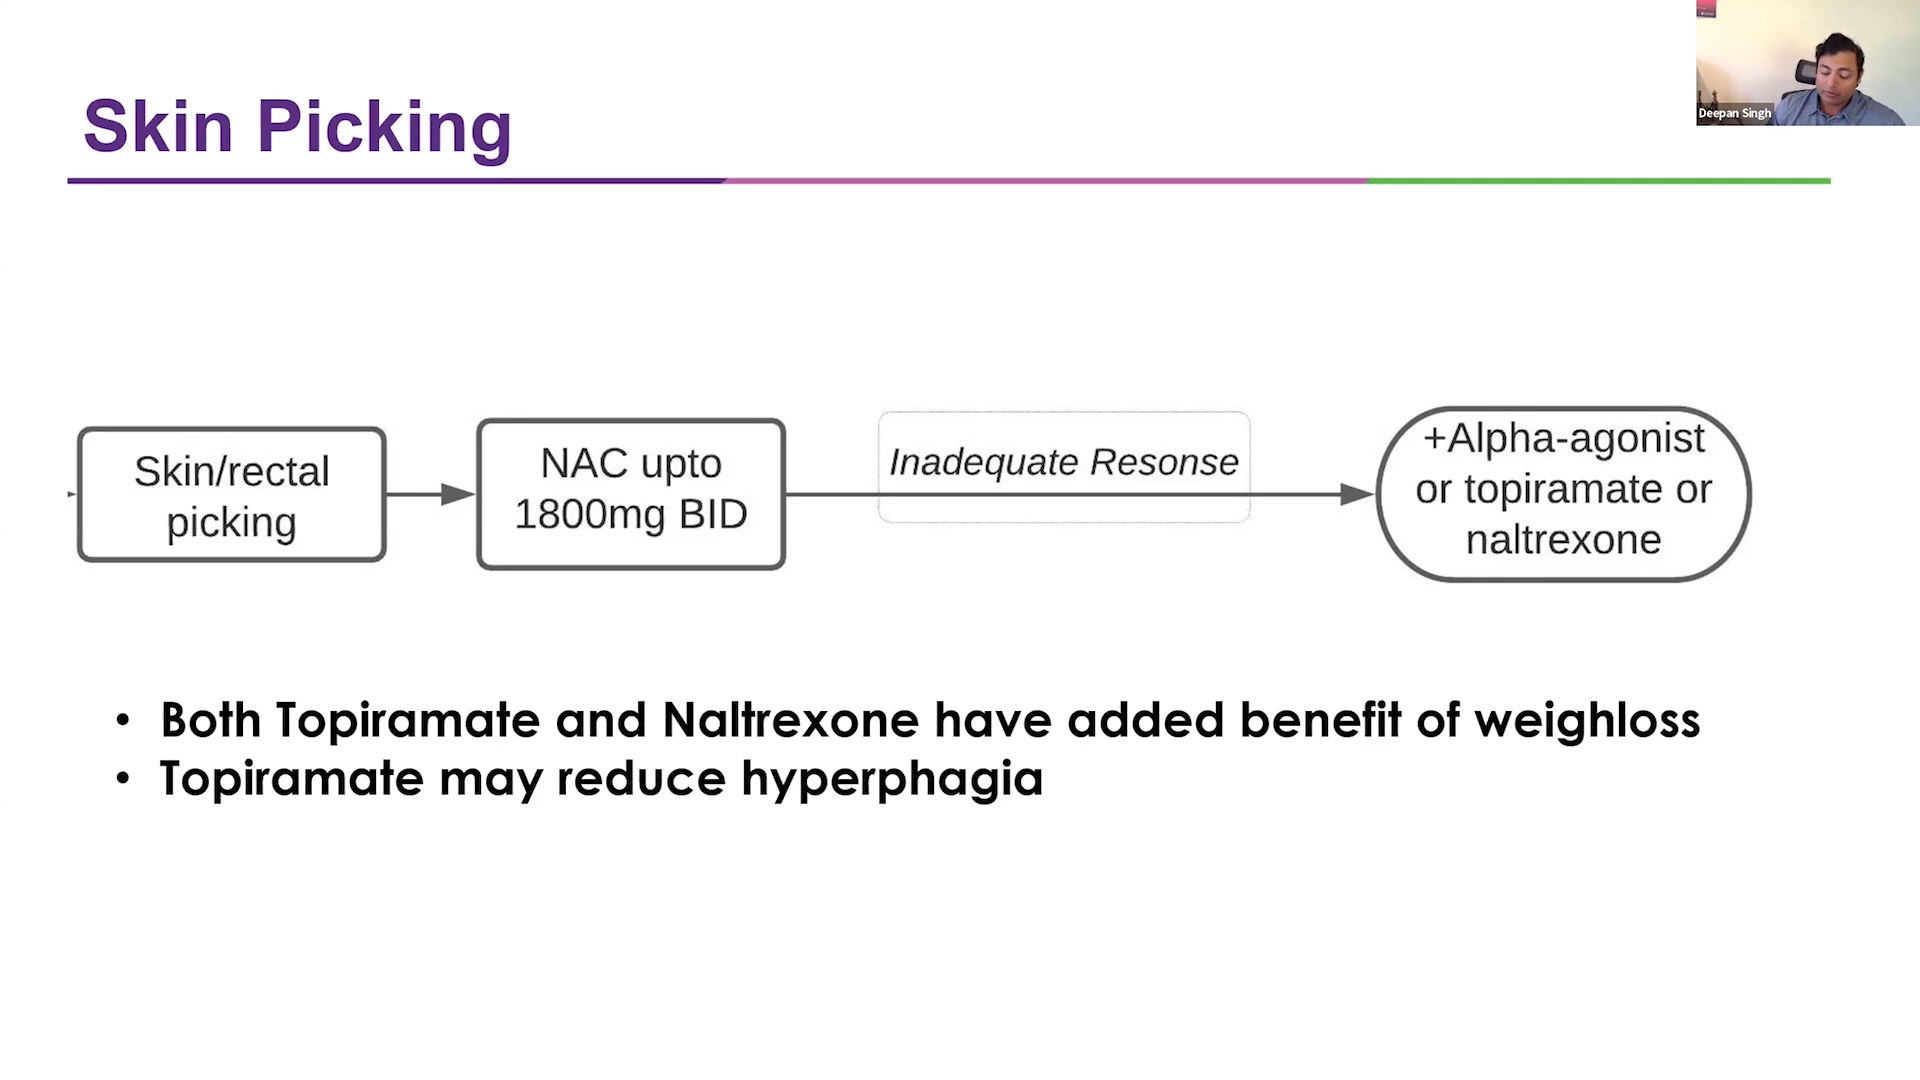 Deepan Singh
Skin Picking
Skin/rectal
picking
NAC upto
1800mg BID
Inadequate Resonse
+Alpha-agonist
or topiramate or
naltrexone
• Both Topiramate and Naltrexone have added benefit of weighloss
• Topiramate may reduce hyperphagia